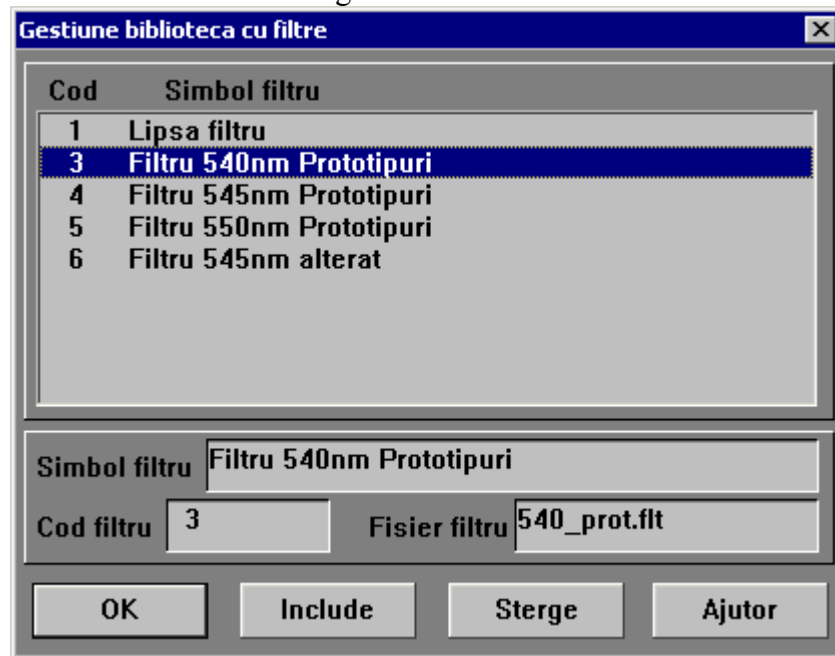 Gestiune biblioteca cu filtre
Cod Simbol filtru
1 Lipsa filtru
3 Filtru 540nm Prototipuri
4 Filtru 545nm Prototipuri
5 Filtru 550nm Prototipuri
6 Filtru 545nm alterat
Simbol filtru Filtru 540nm Prototipuri
Cod filtru 3 Fisier filtru 540_prot.flt
OK Include Sterge Ajutor